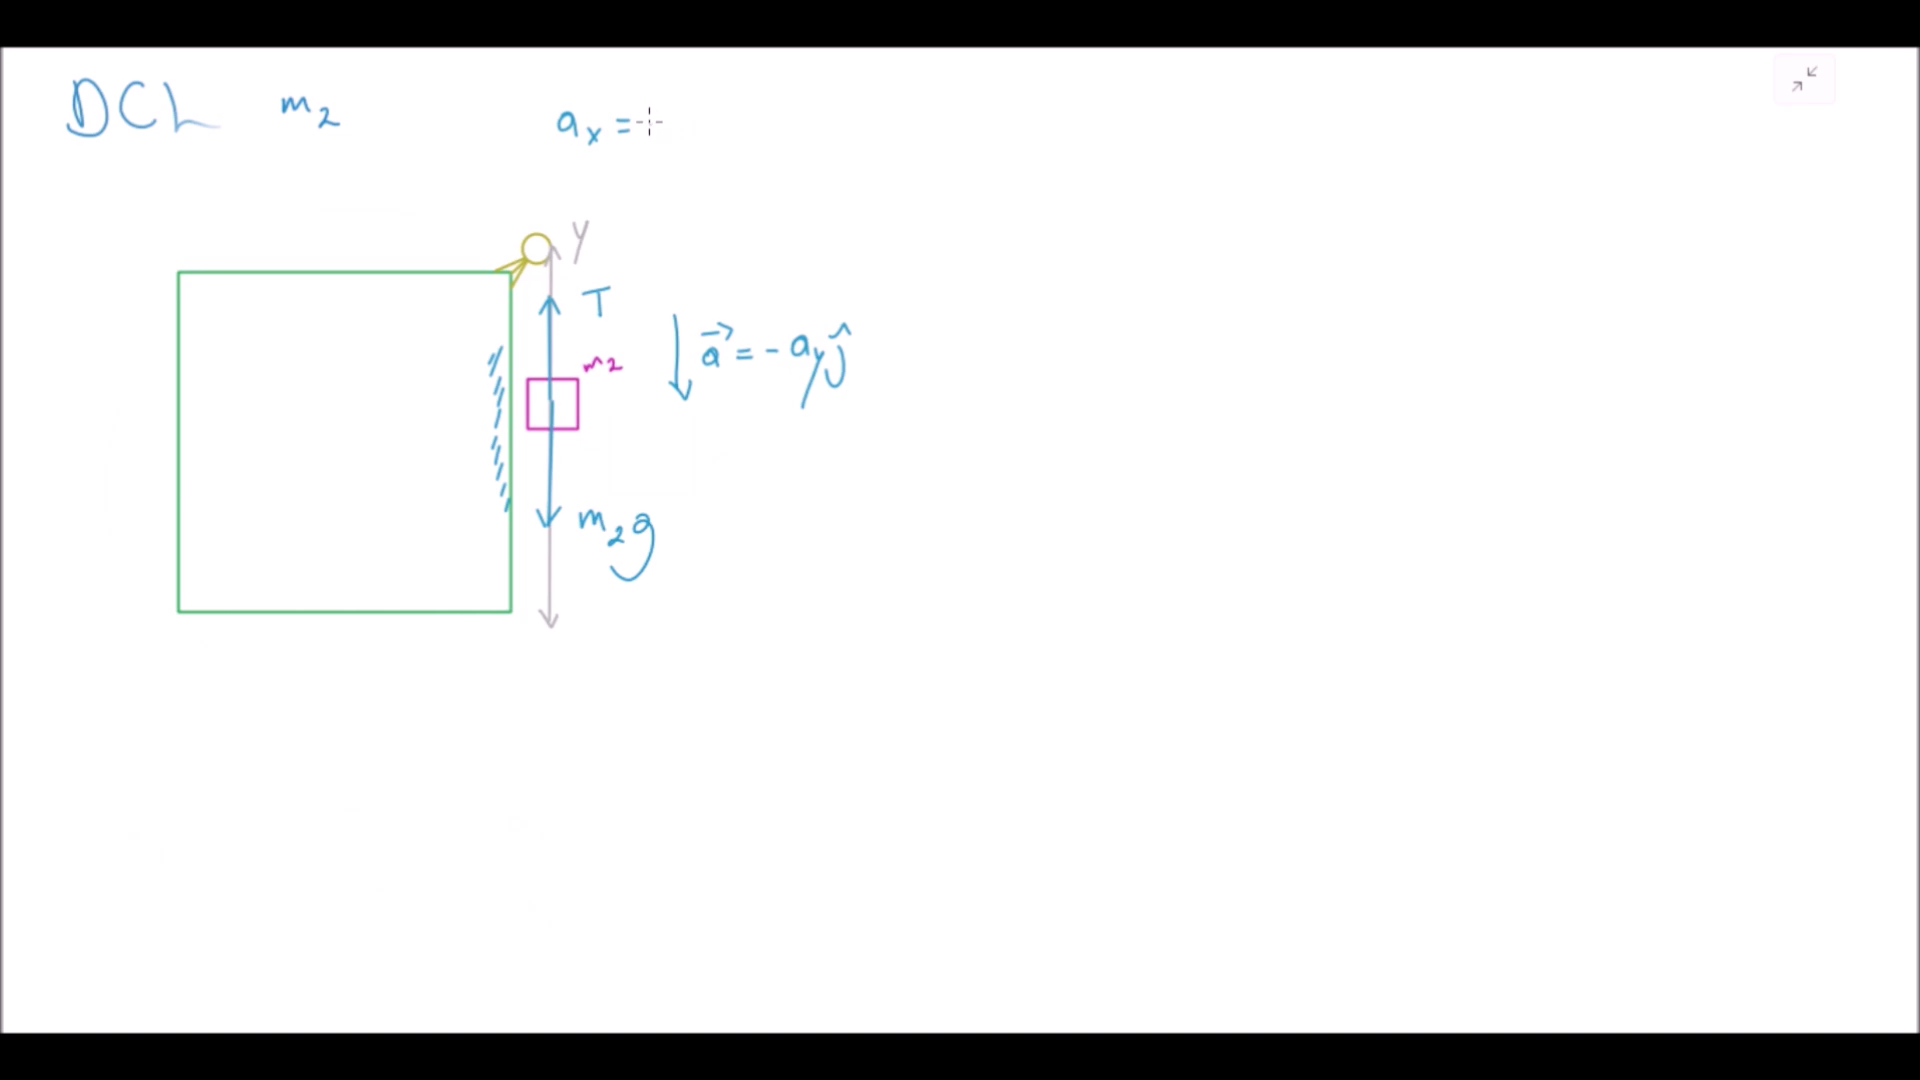 DCL m₂
aₓ =
y
T
m₂
a⃗ = - a_y ĵ
m₂g